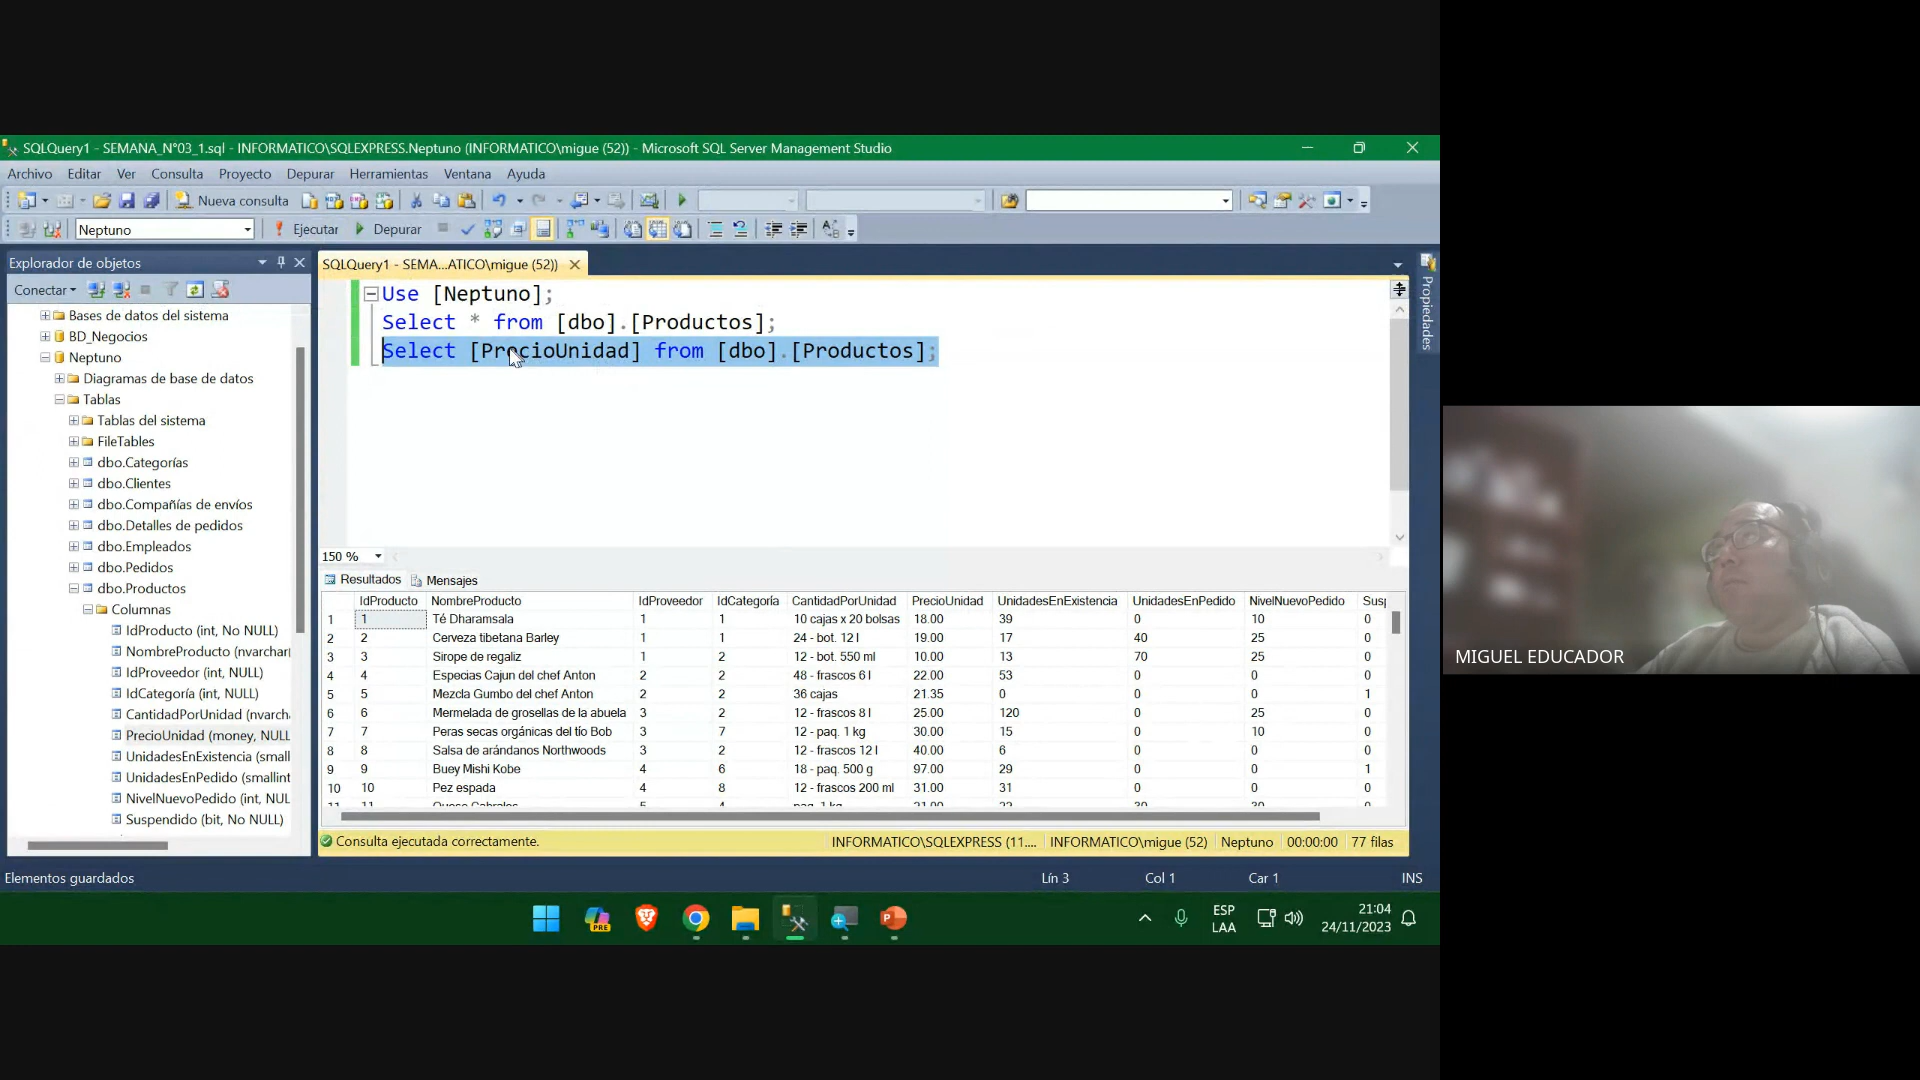 SQLQuery1 - SEMANA_N°03_1.sql - INFORMATICO\SQLEXPRESS.Neptuno (INFORMATICO\migue (52)) - Microsoft SQL Server Management Studio
Archivo Editar Ver Consulta Proyecto Depurar Herramientas Ventana Ayuda
Nueva consulta
Neptuno Ejecutar Depurar
Explorador de objetos
Conectar
Bases de datos del sistema
BD_Negocios
Neptuno
Diagramas de base de datos
Tablas
Tablas del sistema
FileTables
dbo.Categorías
dbo.Clientes
dbo.Compañías de envíos
dbo.Detalles de pedidos
dbo.Empleados
dbo.Pedidos
dbo.Productos
Columnas
IdProducto (int, No NULL)
NombreProducto (nvarchar(
IdProveedor (int, NULL)
IdCategoría (int, NULL)
CantidadPorUnidad (nvarch
PrecioUnidad (money, NULL
UnidadesEnExistencia (small
UnidadesEnPedido (smallint
NivelNuevoPedido (int, NUL
Suspendido (bit, No NULL)
SQLQuery1 - SEMA...ATICO\migue (52))
Use [Neptuno];
Select * from [dbo].[Productos];
Select [PrecioUnidad] from [dbo].[Productos];
Propiedades
150 %
Resultados Mensajes
IdProducto NombreProducto IdProveedor IdCategoría CantidadPorUnidad PrecioUnidad UnidadesEnExistencia UnidadesEnPedido NivelNuevoPedido Susp
1 1 Té Dharamsala 1 1 10 cajas x 20 bolsas 18.00 39 0 10 0
2 2 Cerveza tibetana Barley 1 1 24 - bot. 12 l 19.00 17 40 25 0
3 3 Sirope de regaliz 1 2 12 - bot. 550 ml 10.00 13 70 25 0
4 4 Especias Cajun del chef Anton 2 2 48 - frascos 6 l 22.00 53 0 0 0
5 5 Mezcla Gumbo del chef Anton 2 2 36 cajas 21.35 0 0 0 1
6 6 Mermelada de grosellas de la abuela 3 2 12 - frascos 8 l 25.00 120 0 25 0
7 7 Peras secas orgánicas del tío Bob 3 7 12 - paq. 1 kg 30.00 15 0 10 0
8 8 Salsa de arándanos Northwoods 3 2 12 - frascos 12 l 40.00 6 0 0 0
9 9 Buey Mishi Kobe 4 6 18 - paq. 500 g 97.00 29 0 0 1
10 10 Pez espada 4 8 12 - frascos 200 ml 31.00 31 0 0 0
11 11 Queso Cabrales 5 4 paq. 1 kg 21.00 22 30 30 0
Consulta ejecutada correctamente. INFORMATICO\SQLEXPRESS (11.... INFORMATICO\migue (52) Neptuno 00:00:00 77 filas
Elementos guardados Lín 3 Col 1 Car 1 INS
PRE
ESP
LAA
21:04
24/11/2023
MIGUEL EDUCADOR